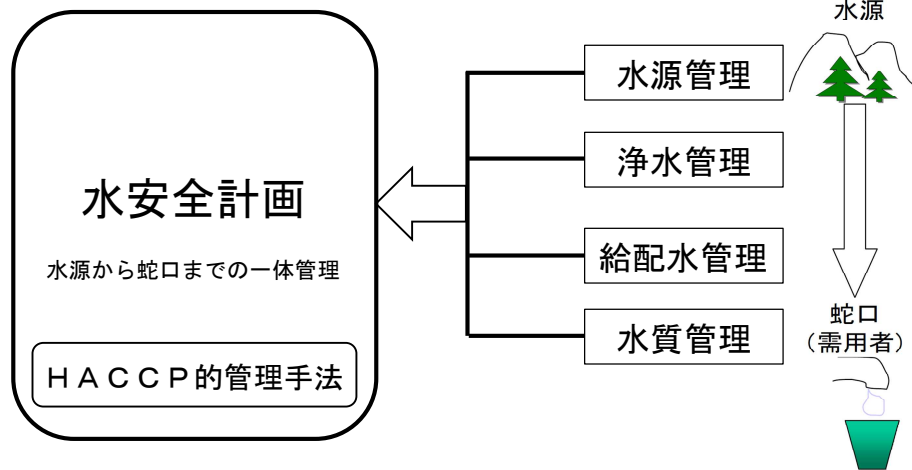 水源
水源管理
浄水管理
水安全計画
水源から蛇口までの一体管理
給配水管理
水質管理
蛇口
（需用者）
ＨＡＣＣＰ的管理手法